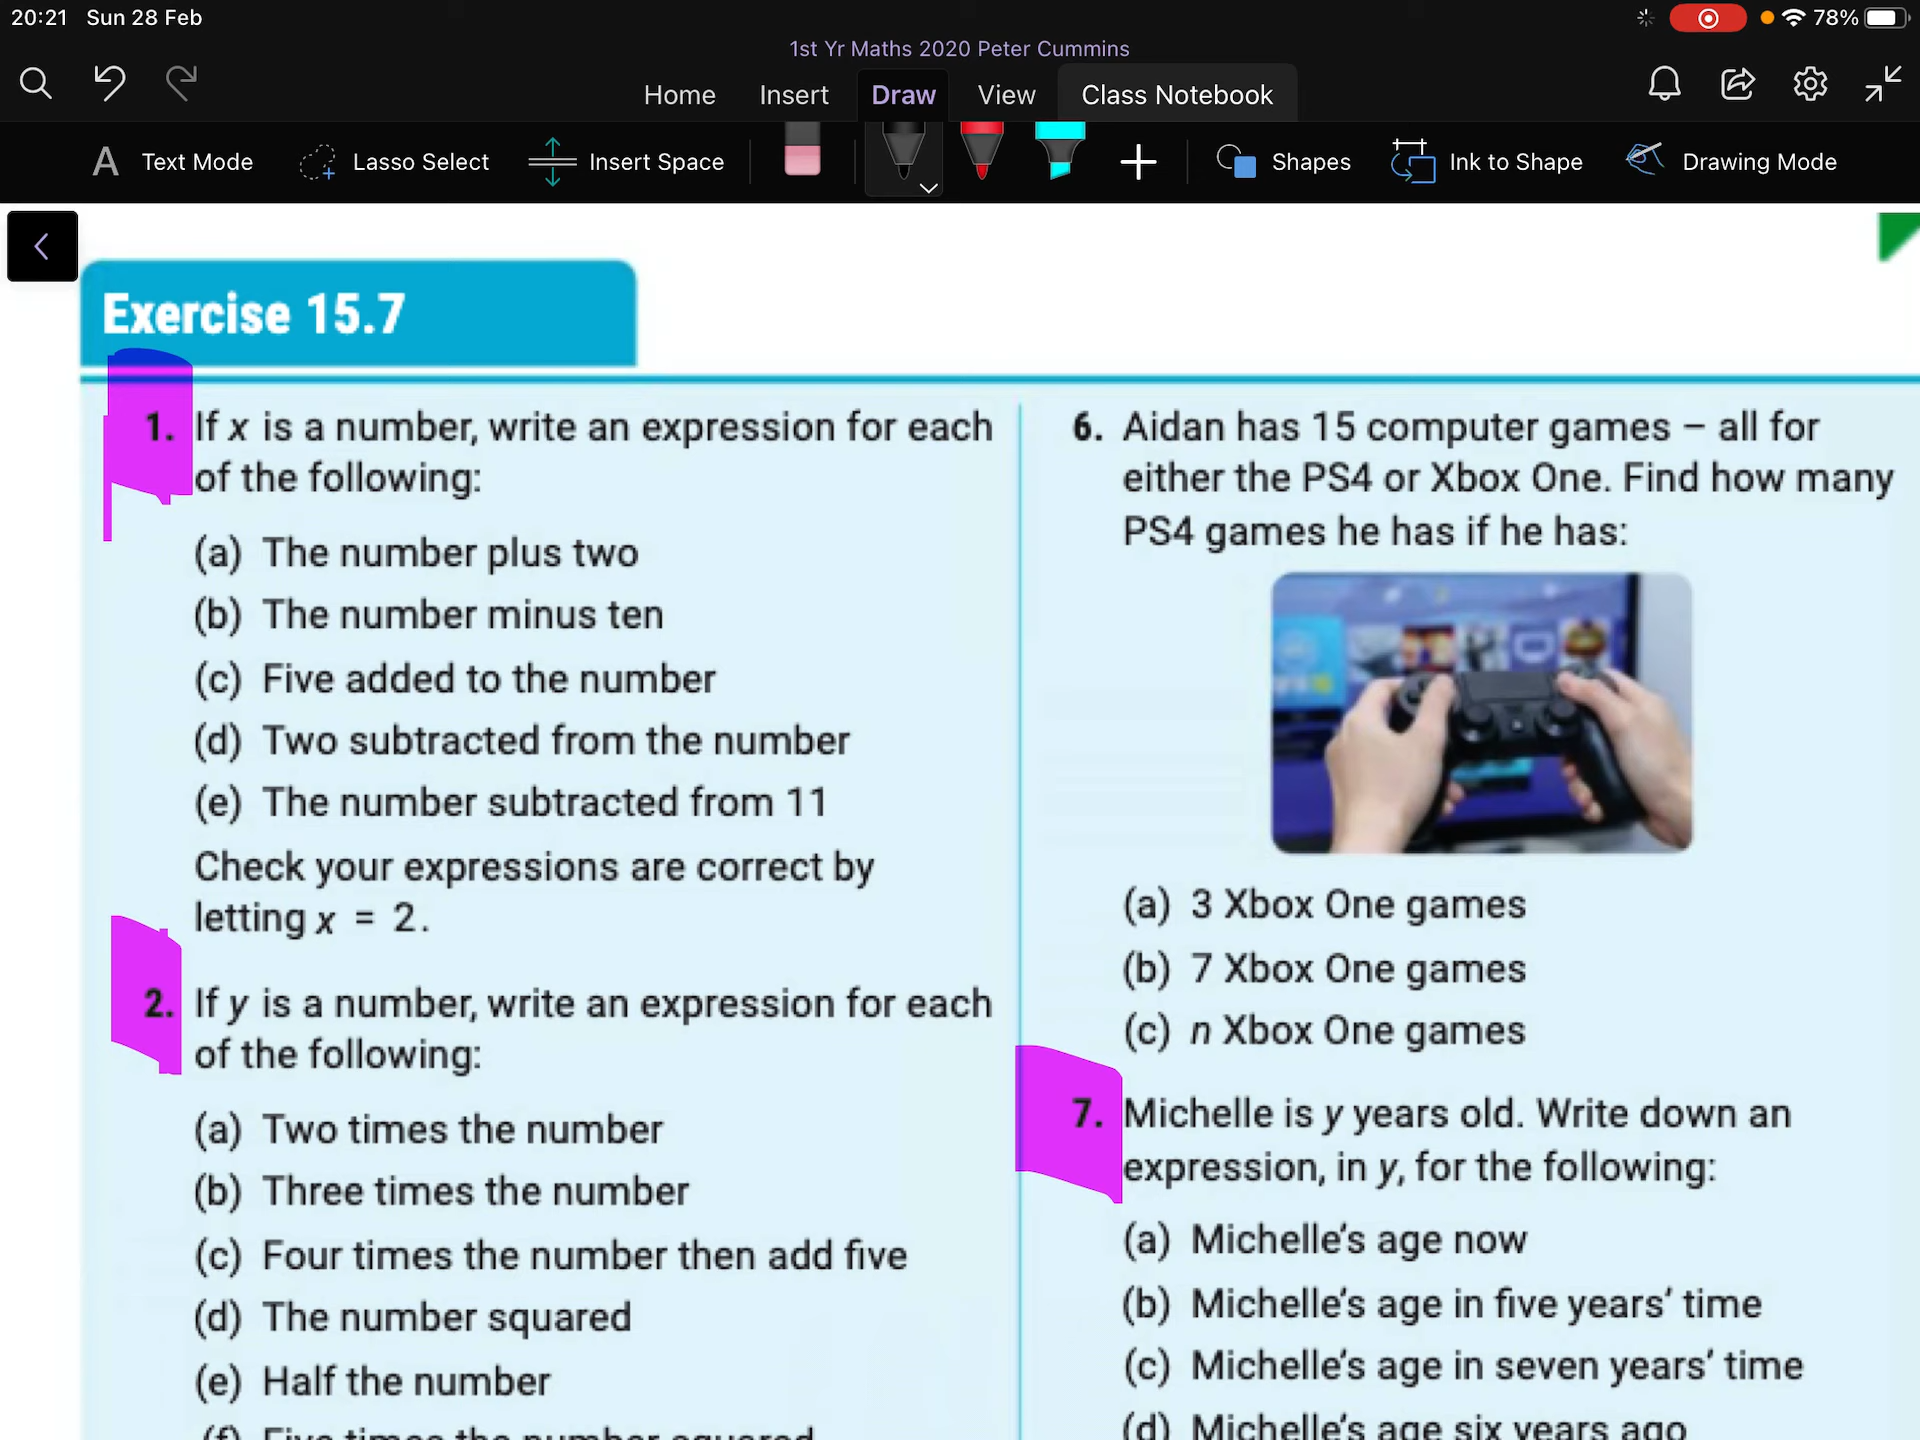 20:21 Sun 28 Feb
78%
1st Yr Maths 2020 Peter Cummins
Home Insert Draw View Class Notebook
Text Mode Lasso Select Insert Space Shapes Ink to Shape Drawing Mode
Exercise 15.7
1. If x is a number, write an expression for each
of the following:
(a) The number plus two
(b) The number minus ten
(c) Five added to the number
(d) Two subtracted from the number
(e) The number subtracted from 11
Check your expressions are correct by
letting x = 2.
2. If y is a number, write an expression for each
of the following:
(a) Two times the number
(b) Three times the number
(c) Four times the number then add five
(d) The number squared
(e) Half the number
(f) Five times the number squared
6. Aidan has 15 computer games – all for
either the PS4 or Xbox One. Find how many
PS4 games he has if he has:
(a) 3 Xbox One games
(b) 7 Xbox One games
(c) n Xbox One games
7. Michelle is y years old. Write down an
expression, in y, for the following:
(a) Michelle’s age now
(b) Michelle’s age in five years’ time
(c) Michelle’s age in seven years’ time
(d) Michelle’s age six years ago